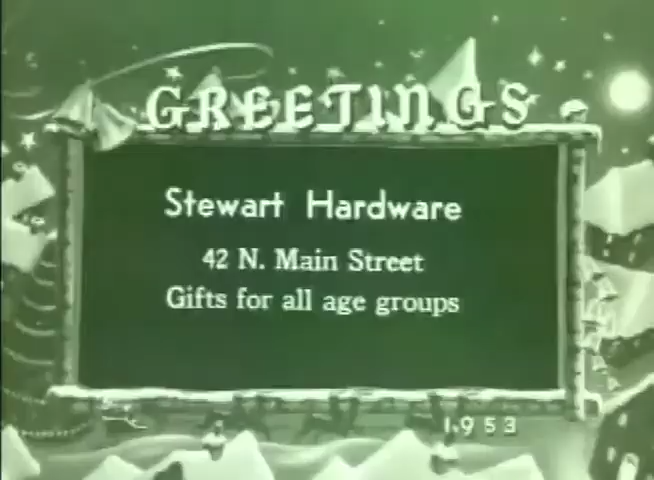 GREETINGS
Stewart Hardware
42 N. Main Street
Gifts for all age groups
1953